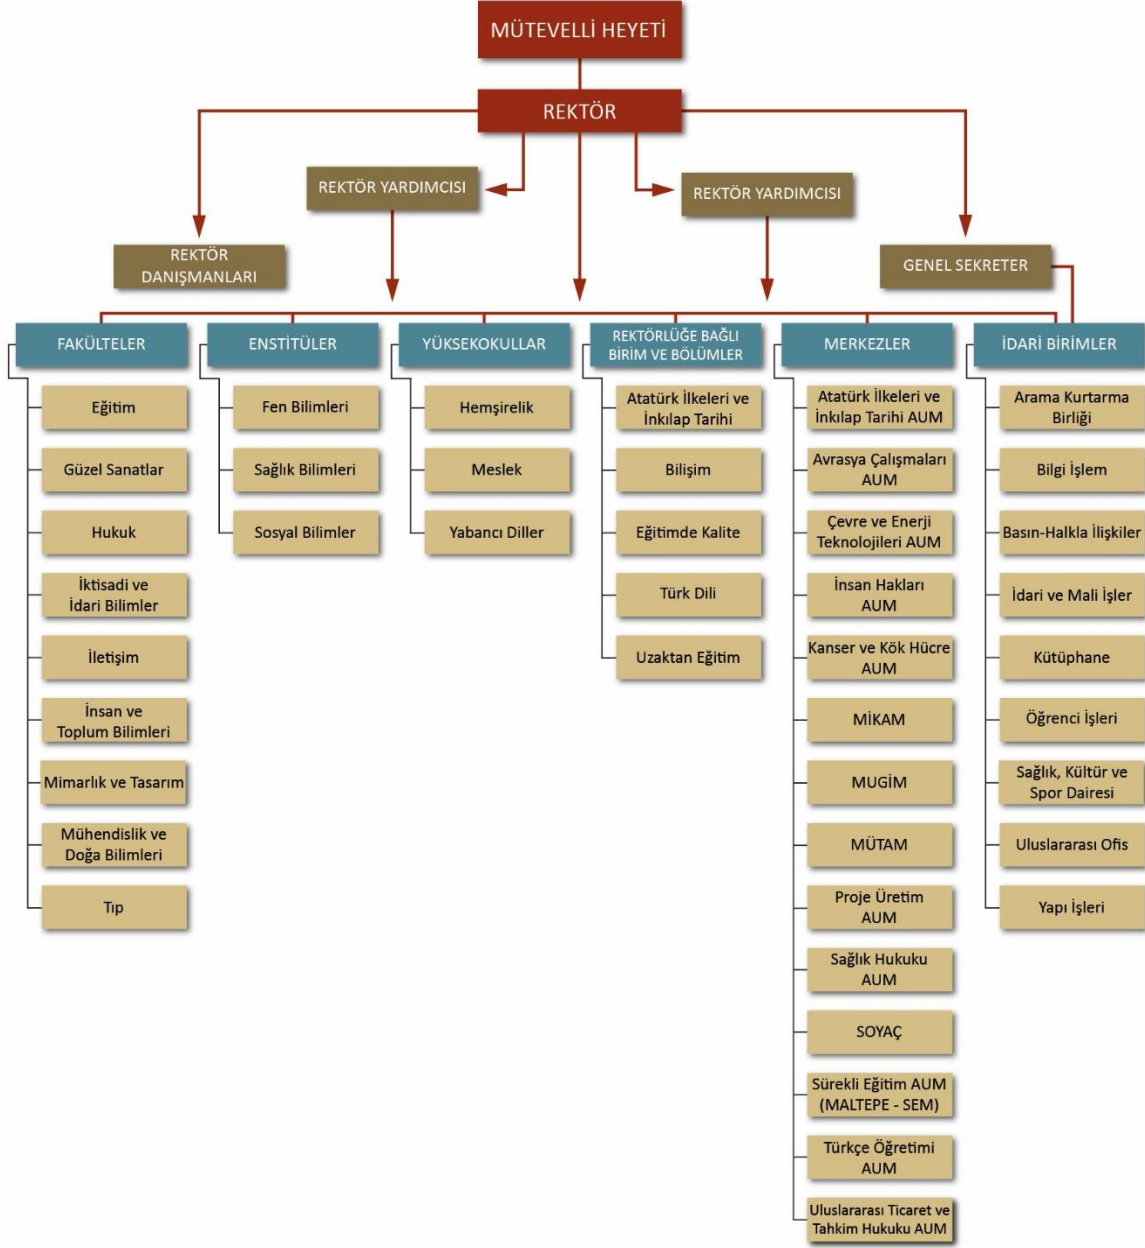 MÜTEVELLİ HEYETİ
REKTÖR
REKTÖR YARDIMCISI
REKTÖR YARDIMCISI
REKTÖR
DANIŞMANLARI
GENEL SEKRETER
FAKÜLTELER
Eğitim
Güzel Sanatlar
Hukuk
İktisadi ve
İdari Bilimler
İletişim
İnsan ve
Toplum Bilimleri
Mimarlık ve Tasarım
Mühendislik ve
Doğa Bilimleri
Tıp
ENSTİTÜLER
Fen Bilimleri
Sağlık Bilimleri
Sosyal Bilimler
YÜKSEKOKULLAR
Hemşirelik
Meslek
Yabancı Diller
REKTÖRLÜĞE BAĞLI
BİRİM VE BÖLÜMLER
Atatürk İlkeleri ve
İnkılap Tarihi
Bilişim
Eğitimde Kalite
Türk Dili
Uzaktan Eğitim
MERKEZLER
Atatürk İlkeleri ve
İnkılap Tarihi AUM
Avrasya Çalışmaları
AUM
Çevre ve Enerji
Teknolojileri AUM
İnsan Hakları
AUM
Kanser ve Kök Hücre
AUM
MİKAM
MUGİM
MÜTAM
Proje Üretim
AUM
Sağlık Hukuku
AUM
SOYAÇ
Sürekli Eğitim AUM
(MALTEPE - SEM)
Türkçe Öğretimi
AUM
Uluslararası Ticaret ve
Tahkim Hukuku AUM
İDARİ BİRİMLER
Arama Kurtarma
Birliği
Bilgi İşlem
Basın-Halkla İlişkiler
İdari ve Mali İşler
Kütüphane
Öğrenci İşleri
Sağlık, Kültür ve
Spor Dairesi
Uluslararası Ofis
Yapı İşleri